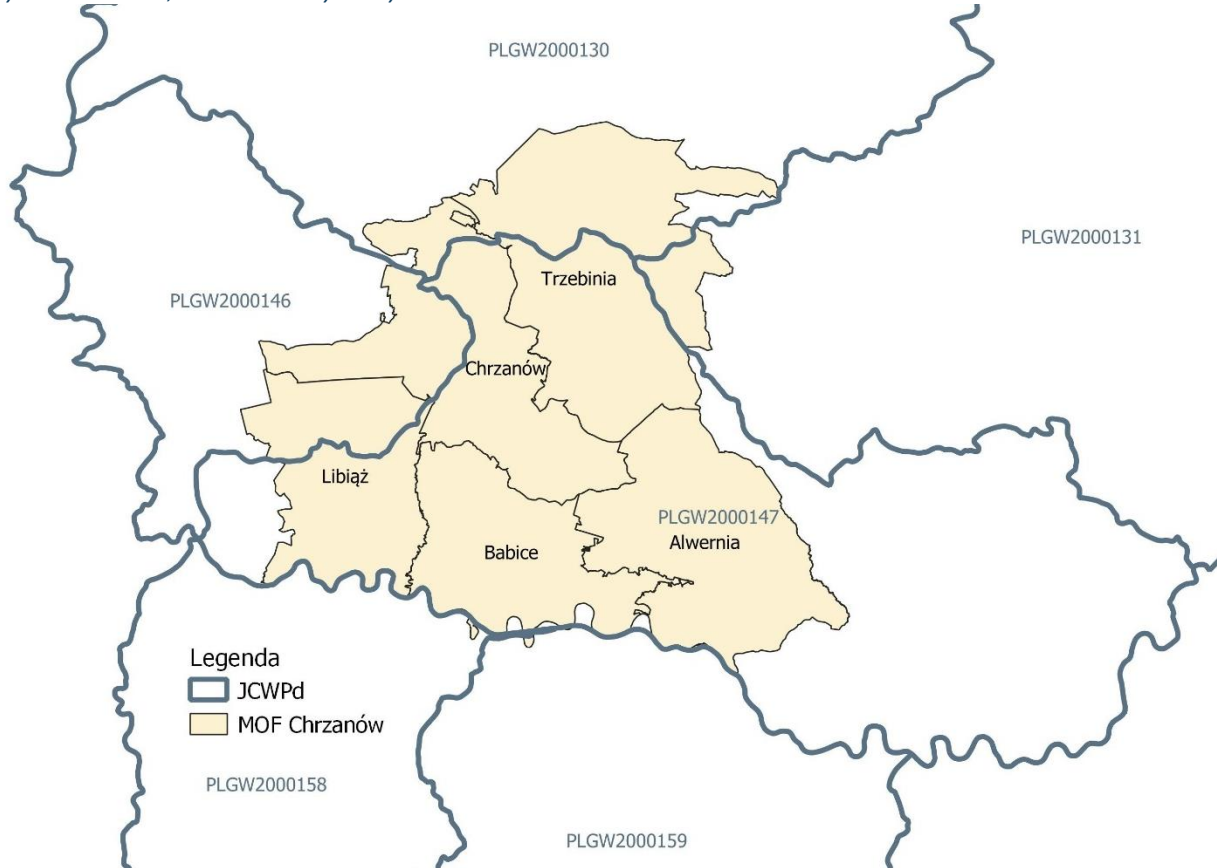 PLGW2000130
PLGW2000131
Trzebinia
PLGW2000146
Chrzanów
Libiąż
PLGW2000147
Alwernia
Babice
Legenda
JCWPd
MOF Chrzanów
PLGW2000158
PLGW2000159